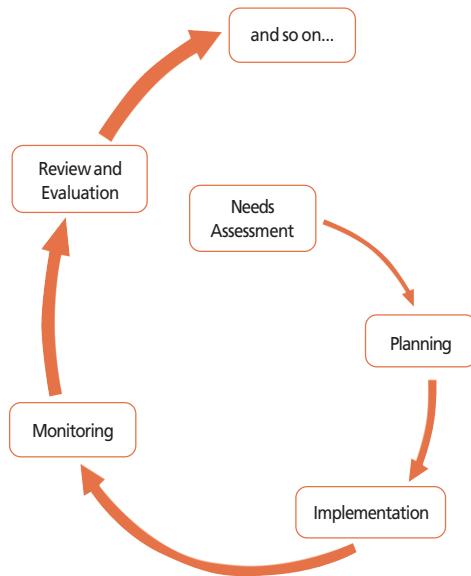 and so on...
Review and
Evaluation
Needs
Assessment
Planning
Monitoring
Implementation